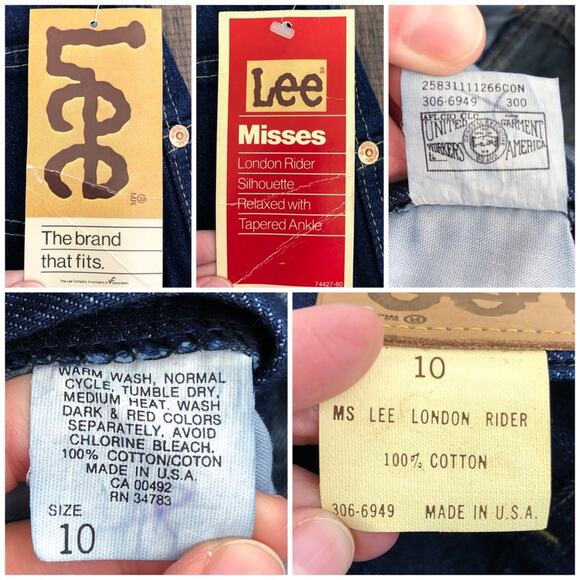 Lee
MR
The brand
that fits.
The Lee Company. A company of VF Corporation.
Lee
Misses
London Rider
Silhouette
Relaxed with
Tapered Ankle
74427-60
25831111266CON
306-6949 300
AFL CIO CLC
UNITED GARMENT
WORKERS AMERICA
WARM WASH, NORMAL
CYCLE, TUMBLE DRY,
MEDIUM HEAT. WASH
DARK & RED COLORS
SEPARATELY, AVOID
CHLORINE BLEACH.
100% COTTON/COTON
MADE IN U.S.A.
CA 00492
RN 34783
SIZE
10
10
MS LEE LONDON RIDER
100% COTTON
306-6949 MADE IN U.S.A.